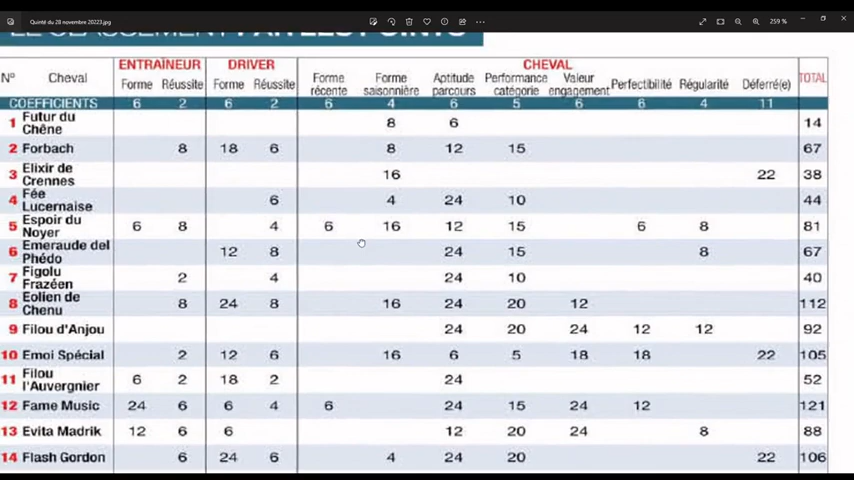 Quinté du 28 novembre 20223.jpg
259 %
LE CLASSEMENT PAR LES POINTS
ENTRAÎNEUR DRIVER CHEVAL
N° Cheval Forme Réussite Forme Réussite Forme récente Forme saisonnière Aptitude parcours Performance catégorie Valeur engagement Perfectibilité Régularité Déferré(e) TOTAL
COEFFICIENTS 6 2 6 2 6 4 6 5 6 6 4 11
1 Futur du Chêne 8 6 14
2 Forbach 8 18 6 8 12 15 67
3 Elixir de Crennes 16 22 38
4 Fée Lucernaise 6 4 24 10 44
5 Espoir du Noyer 6 8 4 6 16 12 15 6 8 81
6 Emeraude del Phédo 12 8 24 15 8 67
7 Figolu Frazéen 2 4 24 10 40
8 Eolien de Chenu 8 24 8 16 24 20 12 112
9 Filou d'Anjou 24 20 24 12 12 92
10 Emoi Spécial 2 12 6 16 6 5 18 18 22 105
11 Filou l'Auvergnier 6 2 18 2 24 52
12 Fame Music 24 6 6 4 6 24 15 24 12 121
13 Evita Madrik 12 6 6 12 20 24 8 88
14 Flash Gordon 6 24 6 4 24 20 22 106